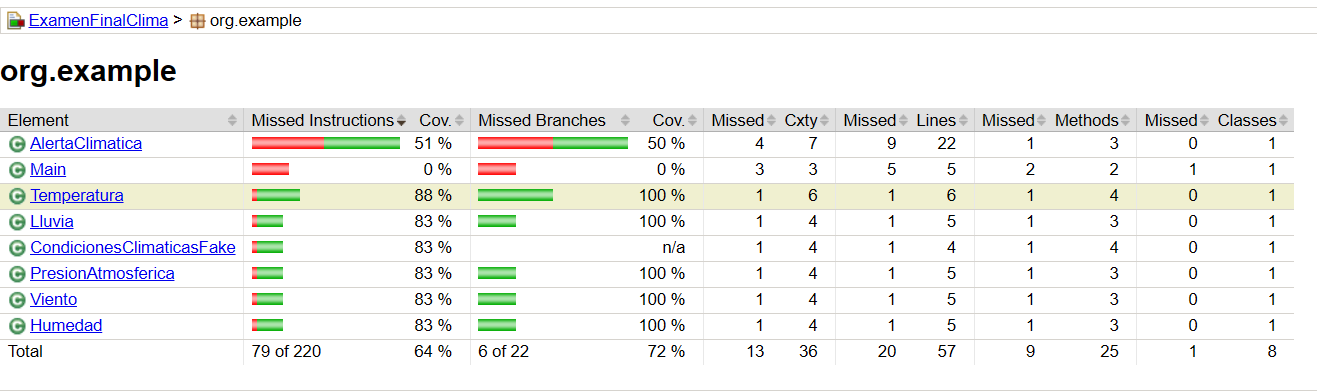 ExamenFinalClima > org.example
org.example
Element Missed Instructions Cov. Missed Branches Cov. Missed Cxty Missed Lines Missed Methods Missed Classes
AlertaClimatica 51 % 50 % 4 7 9 22 1 3 0 1
Main 0 % 0 % 3 3 5 5 2 2 1 1
Temperatura 88 % 100 % 1 6 1 6 1 4 0 1
Lluvia 83 % 100 % 1 4 1 5 1 3 0 1
CondicionesClimaticasFake 83 % n/a 1 4 1 4 1 4 0 1
PresionAtmosferica 83 % 100 % 1 4 1 5 1 3 0 1
Viento 83 % 100 % 1 4 1 5 1 3 0 1
Humedad 83 % 100 % 1 4 1 5 1 3 0 1
Total 79 of 220 64 % 6 of 22 72 % 13 36 20 57 9 25 1 8